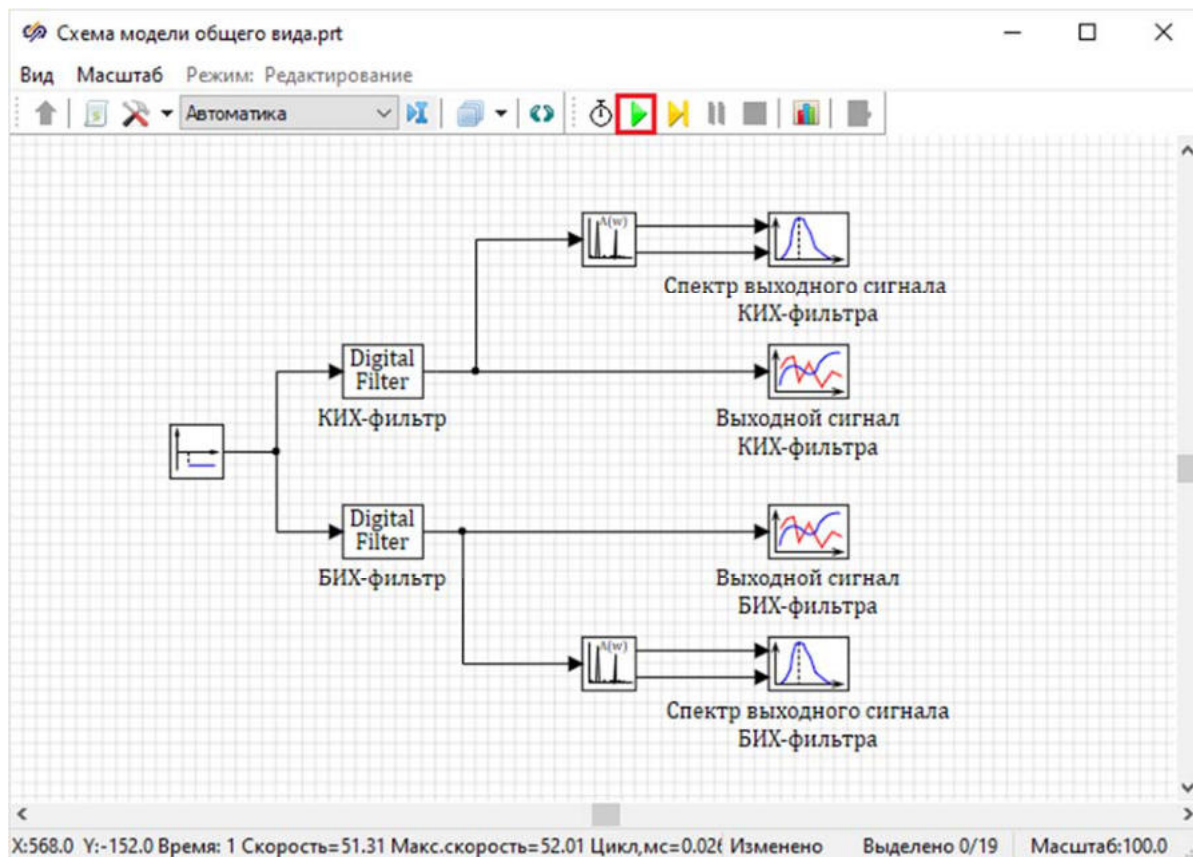 Схема модели общего вида.prt
Вид Масштаб Режим: Редактирование
Автоматика
A(w)
Спектр выходного сигнала
КИХ-фильтра
Digital
Filter
КИХ-фильтр
Выходной сигнал
КИХ-фильтра
Digital
Filter
БИХ-фильтр
Выходной сигнал
БИХ-фильтра
A(w)
Спектр выходного сигнала
БИХ-фильтра
X:568.0 Y:-152.0 Время: 1 Скорость=51.31 Макс.скорость=52.01 Цикл,мс=0.026 Изменено Выделено 0/19 Масштаб:100.0